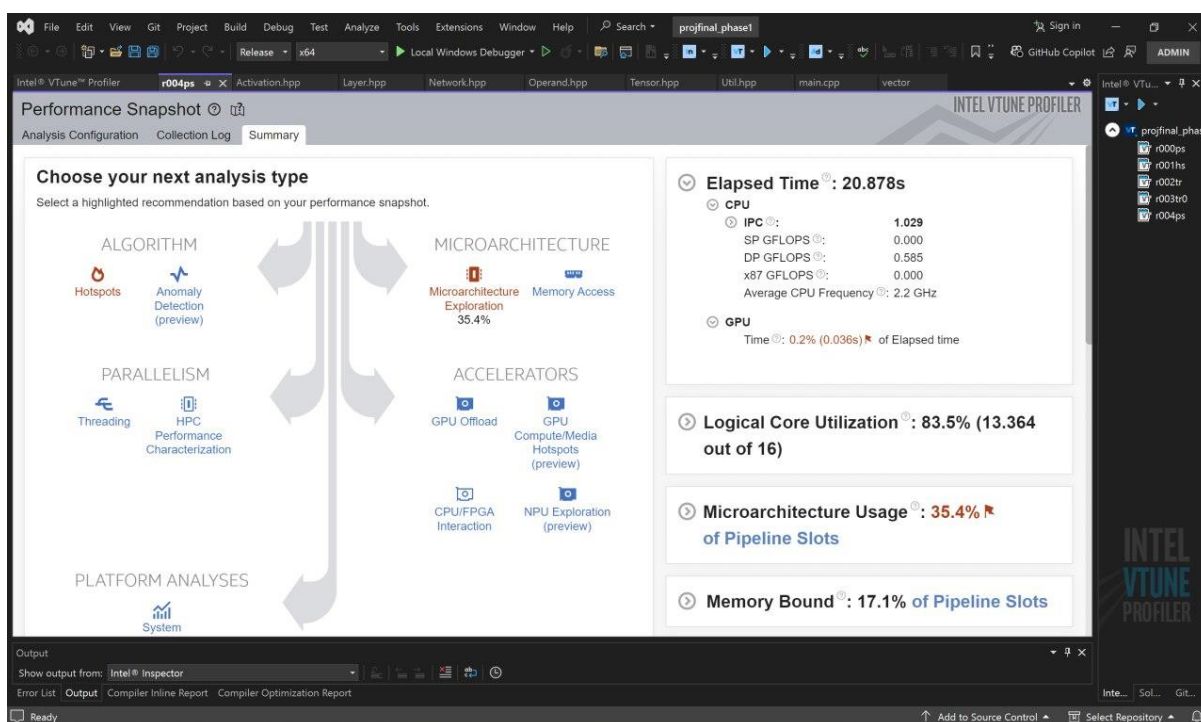 File Edit View Git Project Build Debug Test Analyze Tools Extensions Window Help Search projfinal_phase1 Sign in
Release x64 Local Windows Debugger GitHub Copilot ADMIN
Intel® VTune™ Profiler r004ps Activation.hpp Layer.hpp Network.hpp Operand.hpp Tensor.hpp Util.hpp main.cpp vector Intel® VTu...
Performance Snapshot
INTEL VTUNE PROFILER
Analysis Configuration Collection Log Summary
Choose your next analysis type
Select a highlighted recommendation based on your performance snapshot.
ALGORITHM
Hotspots
Anomaly
Detection
(preview)
MICROARCHITECTURE
Microarchitecture
Exploration
35.4%
Memory Access
PARALLELISM
Threading
HPC
Performance
Characterization
ACCELERATORS
GPU Offload
GPU
Compute/Media
Hotspots
(preview)
CPU/FPGA
Interaction
NPU Exploration
(preview)
PLATFORM ANALYSES
System
Elapsed Time: 20.878s
CPU
IPC: 1.029
SP GFLOPS: 0.000
DP GFLOPS: 0.585
x87 GFLOPS: 0.000
Average CPU Frequency: 2.2 GHz
GPU
Time: 0.2% (0.036s) of Elapsed time
Logical Core Utilization: 83.5% (13.364
out of 16)
Microarchitecture Usage: 35.4%
of Pipeline Slots
Memory Bound: 17.1% of Pipeline Slots
projfinal_phas
r000ps
r001hs
r002tr
r003tr0
r004ps
INTEL
VTUNE
PROFILER
Output
Show output from: Intel® Inspector
Error List Output Compiler Inline Report Compiler Optimization Report Inte... Sol... Git...
Ready Add to Source Control Select Repository